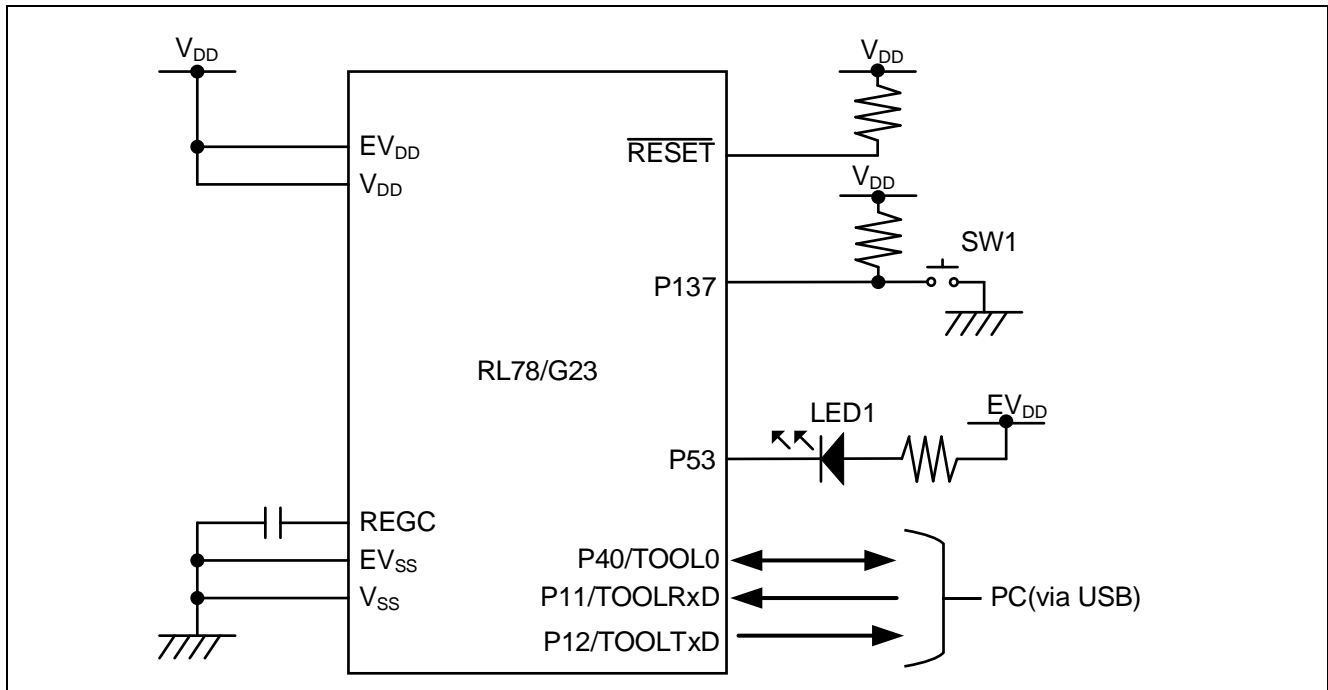 VDD
EVDD
VDD
REGC
EVSS
VSS
RL78/G23
RESET
P137
P53
P40/TOOL0
P11/TOOLRxD
P12/TOOLTxD
VDD
VDD
SW1
LED1
EVDD
PC(via USB)